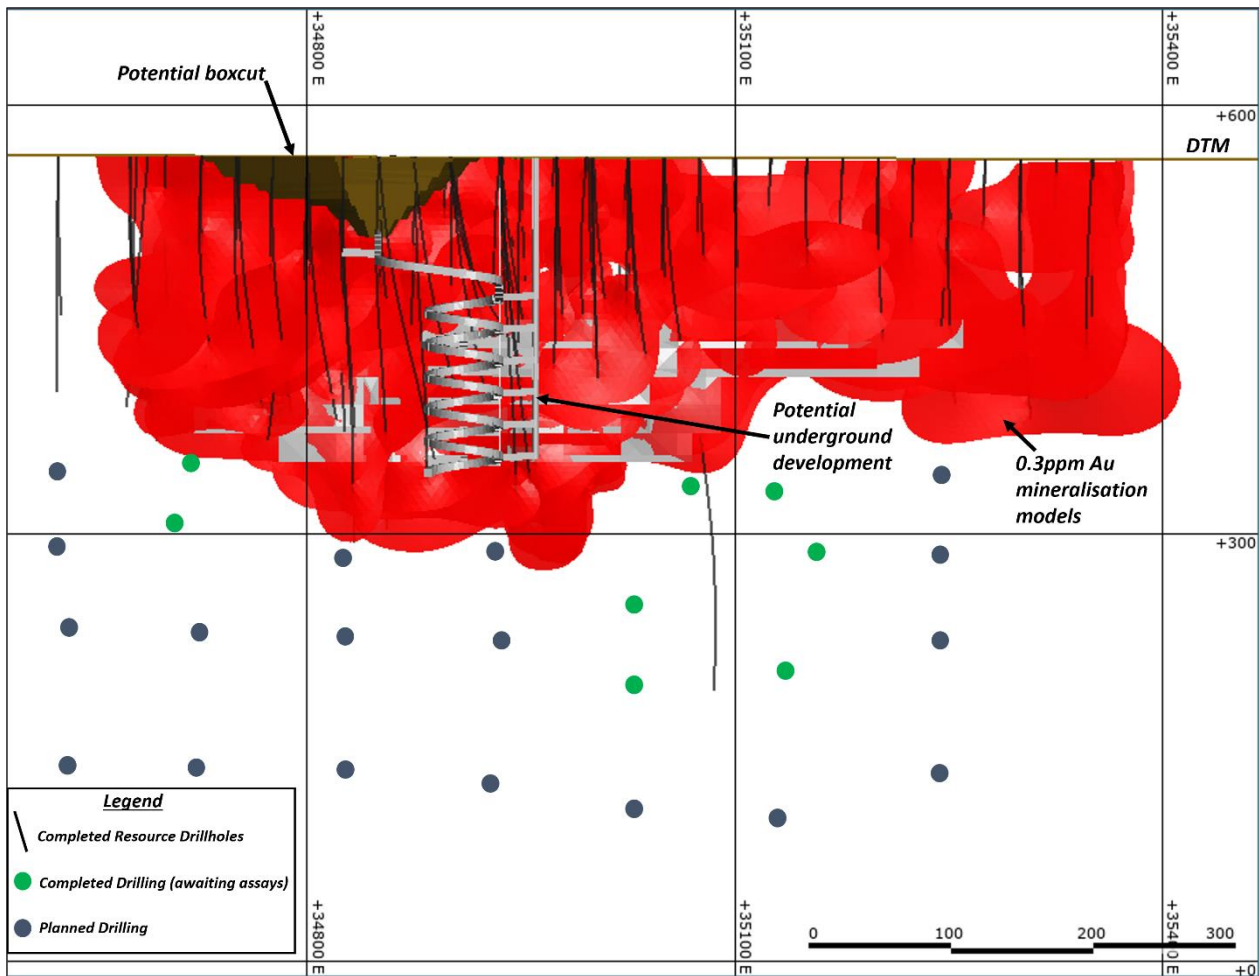 +34800 E
+35100 E
+35400 E
Potential boxcut
+600
DTM
Potential
underground
development
0.3ppm Au
mineralisation
models
+300
Legend
Completed Resource Drillholes
Completed Drilling (awaiting assays)
Planned Drilling
+34800 E
+35100 E
+35400 E
0 100 200 300
+0